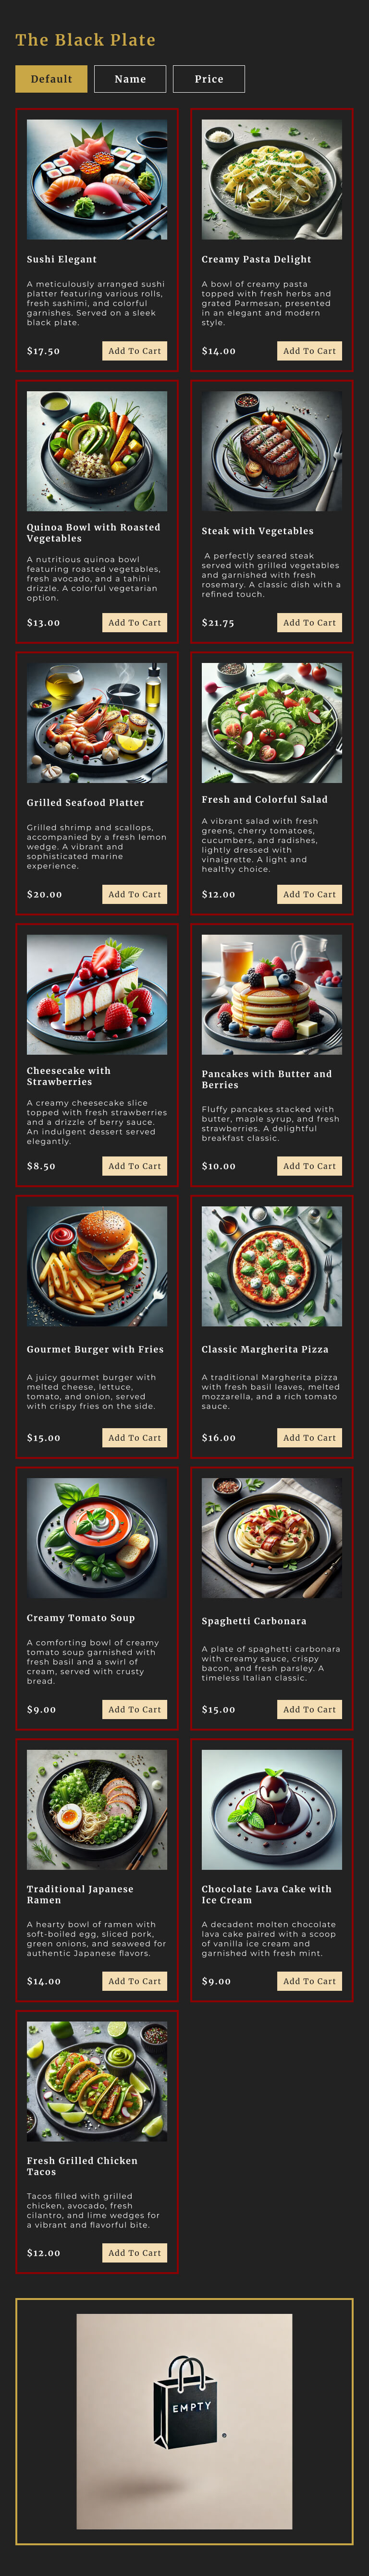 The Black Plate
Default
Name
Price
Sushi Elegant
A meticulously arranged sushi
platter featuring various rolls,
fresh sashimi, and colorful
garnishes. Served on a sleek
black plate.
$17.50
Add To Cart
Creamy Pasta Delight
A bowl of creamy pasta
topped with fresh herbs and
grated Parmesan, presented
in an elegant and modern
style.
$14.00
Add To Cart
Quinoa Bowl with Roasted
Vegetables
A nutritious quinoa bowl
featuring roasted vegetables,
fresh avocado, and a tahini
drizzle. A colorful vegetarian
option.
$13.00
Add To Cart
Steak with Vegetables
A perfectly seared steak
served with grilled vegetables
and garnished with fresh
rosemary. A classic dish with a
refined touch.
$21.75
Add To Cart
Grilled Seafood Platter
Grilled shrimp and scallops,
accompanied by a fresh lemon
wedge. A vibrant and
sophisticated marine
experience.
$20.00
Add To Cart
Fresh and Colorful Salad
A vibrant salad with fresh
greens, cherry tomatoes,
cucumbers, and radishes,
lightly dressed with
vinaigrette. A light and
healthy choice.
$12.00
Add To Cart
Cheesecake with
Strawberries
A creamy cheesecake slice
topped with fresh strawberries
and a drizzle of berry sauce.
An indulgent dessert served
elegantly.
$8.50
Add To Cart
Pancakes with Butter and
Berries
Fluffy pancakes stacked with
butter, maple syrup, and fresh
strawberries. A delightful
breakfast classic.
$10.00
Add To Cart
Gourmet Burger with Fries
A juicy gourmet burger with
melted cheese, lettuce,
tomato, and onion, served
with crispy fries on the side.
$15.00
Add To Cart
Classic Margherita Pizza
A traditional Margherita pizza
with fresh basil leaves, melted
mozzarella, and a rich tomato
sauce.
$16.00
Add To Cart
Creamy Tomato Soup
A comforting bowl of creamy
tomato soup garnished with
fresh basil and a swirl of
cream, served with crusty
bread.
$9.00
Add To Cart
Spaghetti Carbonara
A plate of spaghetti carbonara
with creamy sauce, crispy
bacon, and fresh parsley. A
timeless Italian classic.
$15.00
Add To Cart
Traditional Japanese
Ramen
A hearty bowl of ramen with
soft-boiled egg, sliced pork,
green onions, and seaweed for
authentic Japanese flavors.
$14.00
Add To Cart
Chocolate Lava Cake with
Ice Cream
A decadent molten chocolate
lava cake paired with a scoop
of vanilla ice cream and
garnished with fresh mint.
$9.00
Add To Cart
Fresh Grilled Chicken
Tacos
Tacos filled with grilled
chicken, avocado, fresh
cilantro, and lime wedges for
a vibrant and flavorful bite.
$12.00
Add To Cart
EMPTY